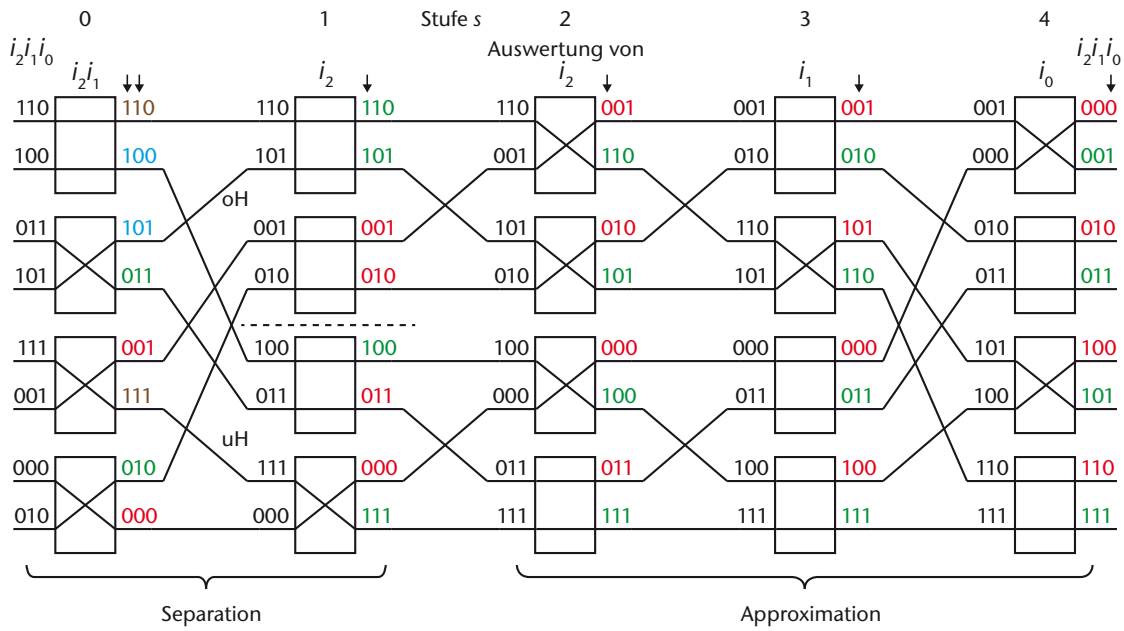 0 1 Stufe s 2 3 4
i₂i₁i₀ Auswertung von i₂i₁i₀
i₂i₁ i₂ i₂ i₁ i₀
110 110 110 110 110 001 001 001 001 000
100 100 101 101 001 110 010 010 000 001
oH
011 101 001 001 101 010 110 101 010 010
101 011 010 010 010 101 101 110 011 011
111 001 100 100 100 000 000 000 101 100
001 111 011 011 000 100 011 011 100 101
uH
000 010 111 000 011 011 100 100 110 110
010 000 000 111 111 111 111 111 111 111
Separation Approximation